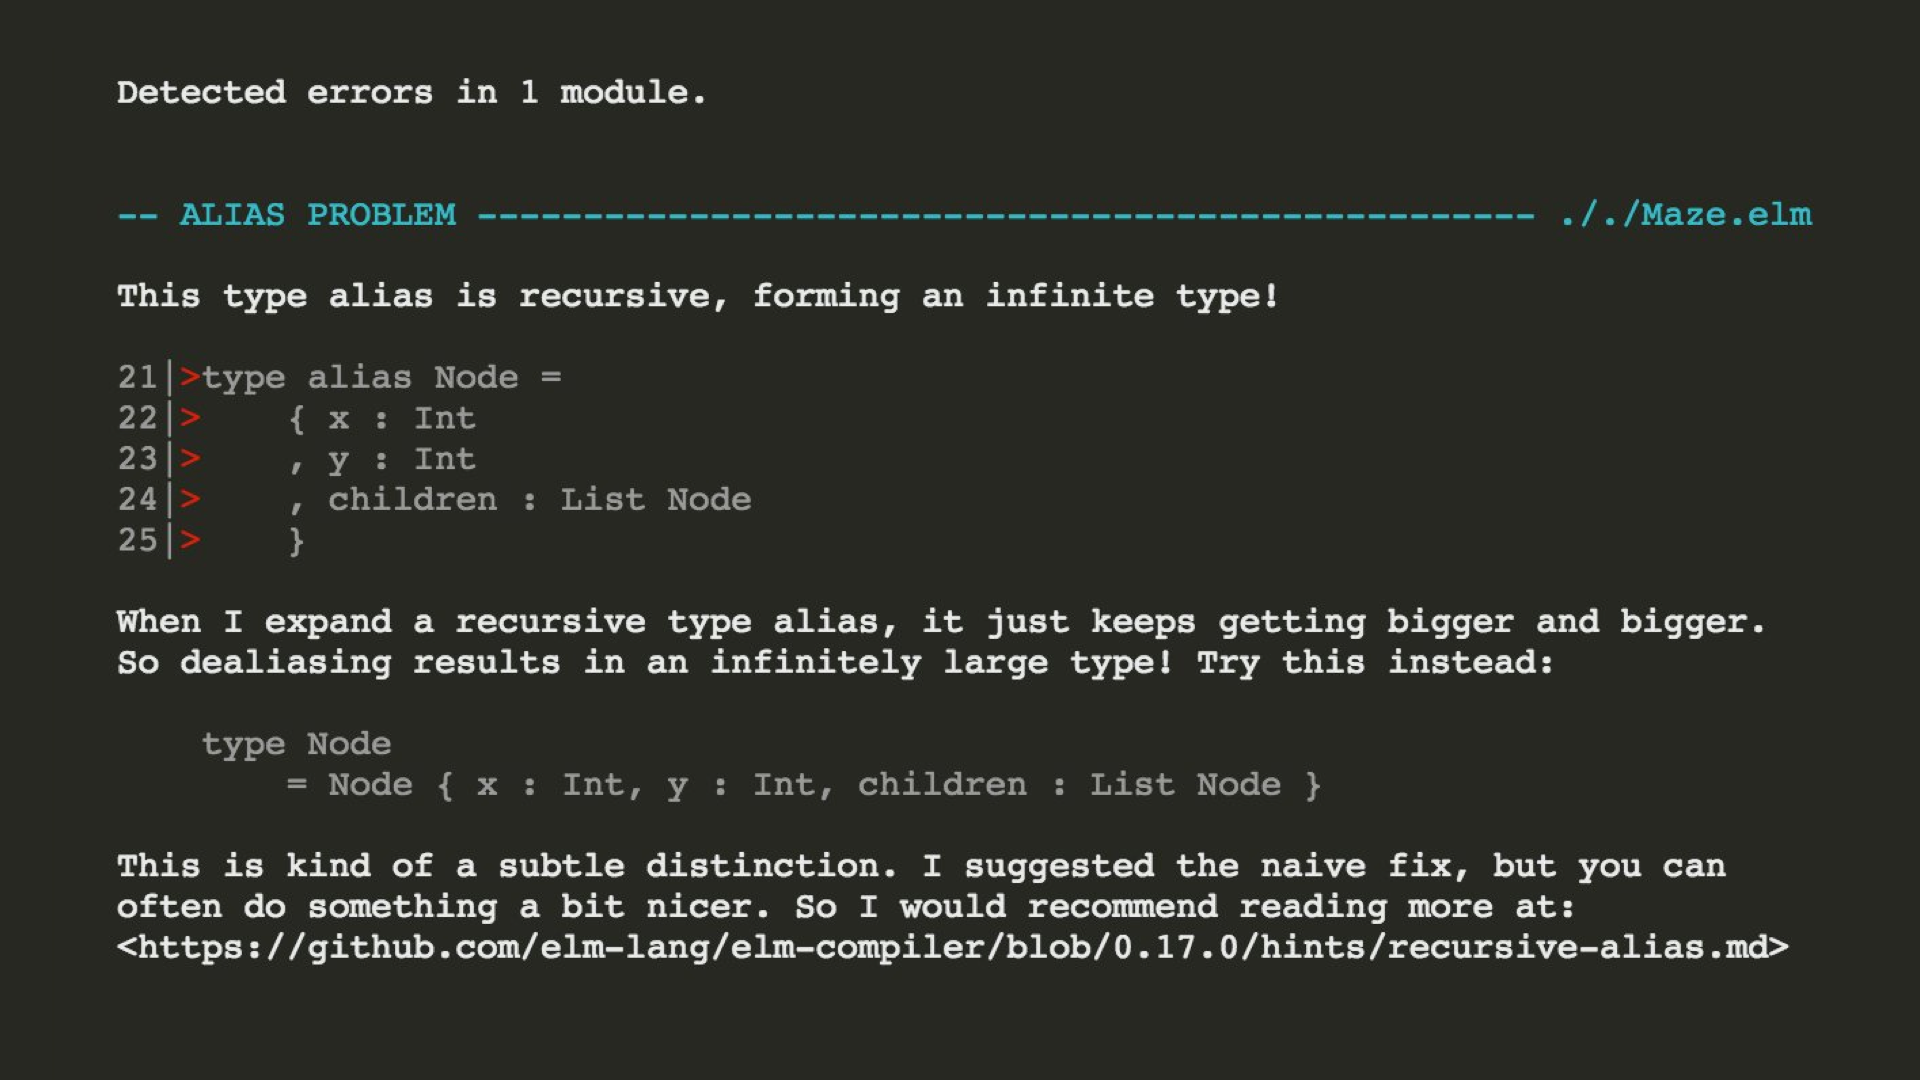 Detected errors in 1 module.
-- ALIAS PROBLEM -------------------------------------------------- ././Maze.elm
This type alias is recursive, forming an infinite type!
21|>type alias Node =
22|>    { x : Int
23|>    , y : Int
24|>    , children : List Node
25|>    }
When I expand a recursive type alias, it just keeps getting bigger and bigger.
So dealiasing results in an infinitely large type! Try this instead:
    type Node
        = Node { x : Int, y : Int, children : List Node }
This is kind of a subtle distinction. I suggested the naive fix, but you can
often do something a bit nicer. So I would recommend reading more at:
<https://github.com/elm-lang/elm-compiler/blob/0.17.0/hints/recursive-alias.md>